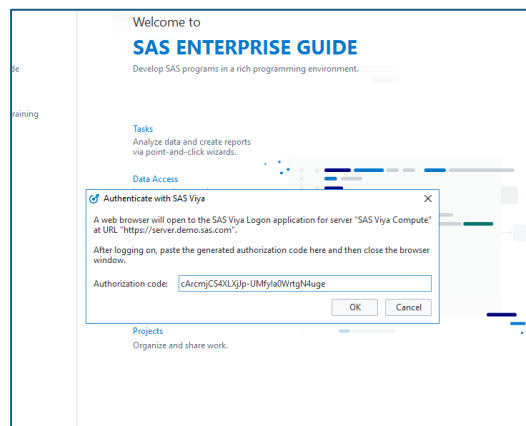 Welcome to
SAS ENTERPRISE GUIDE
Develop SAS programs in a rich programming environment.
de
raining
Tasks
Analyze data and create reports
via point-and-click wizards.
Data Access
Authenticate with SAS Viya
A web browser will open to the SAS Viya Logon application for server "SAS Viya Compute"
at URL "https://server.demo.sas.com".
After logging on, paste the generated authorization code here and then close the browser
window.
Authorization code: cArcmjCS4XLXjJp-UMfyla0WrtgN4uge
OK Cancel
Projects
Organize and share work.